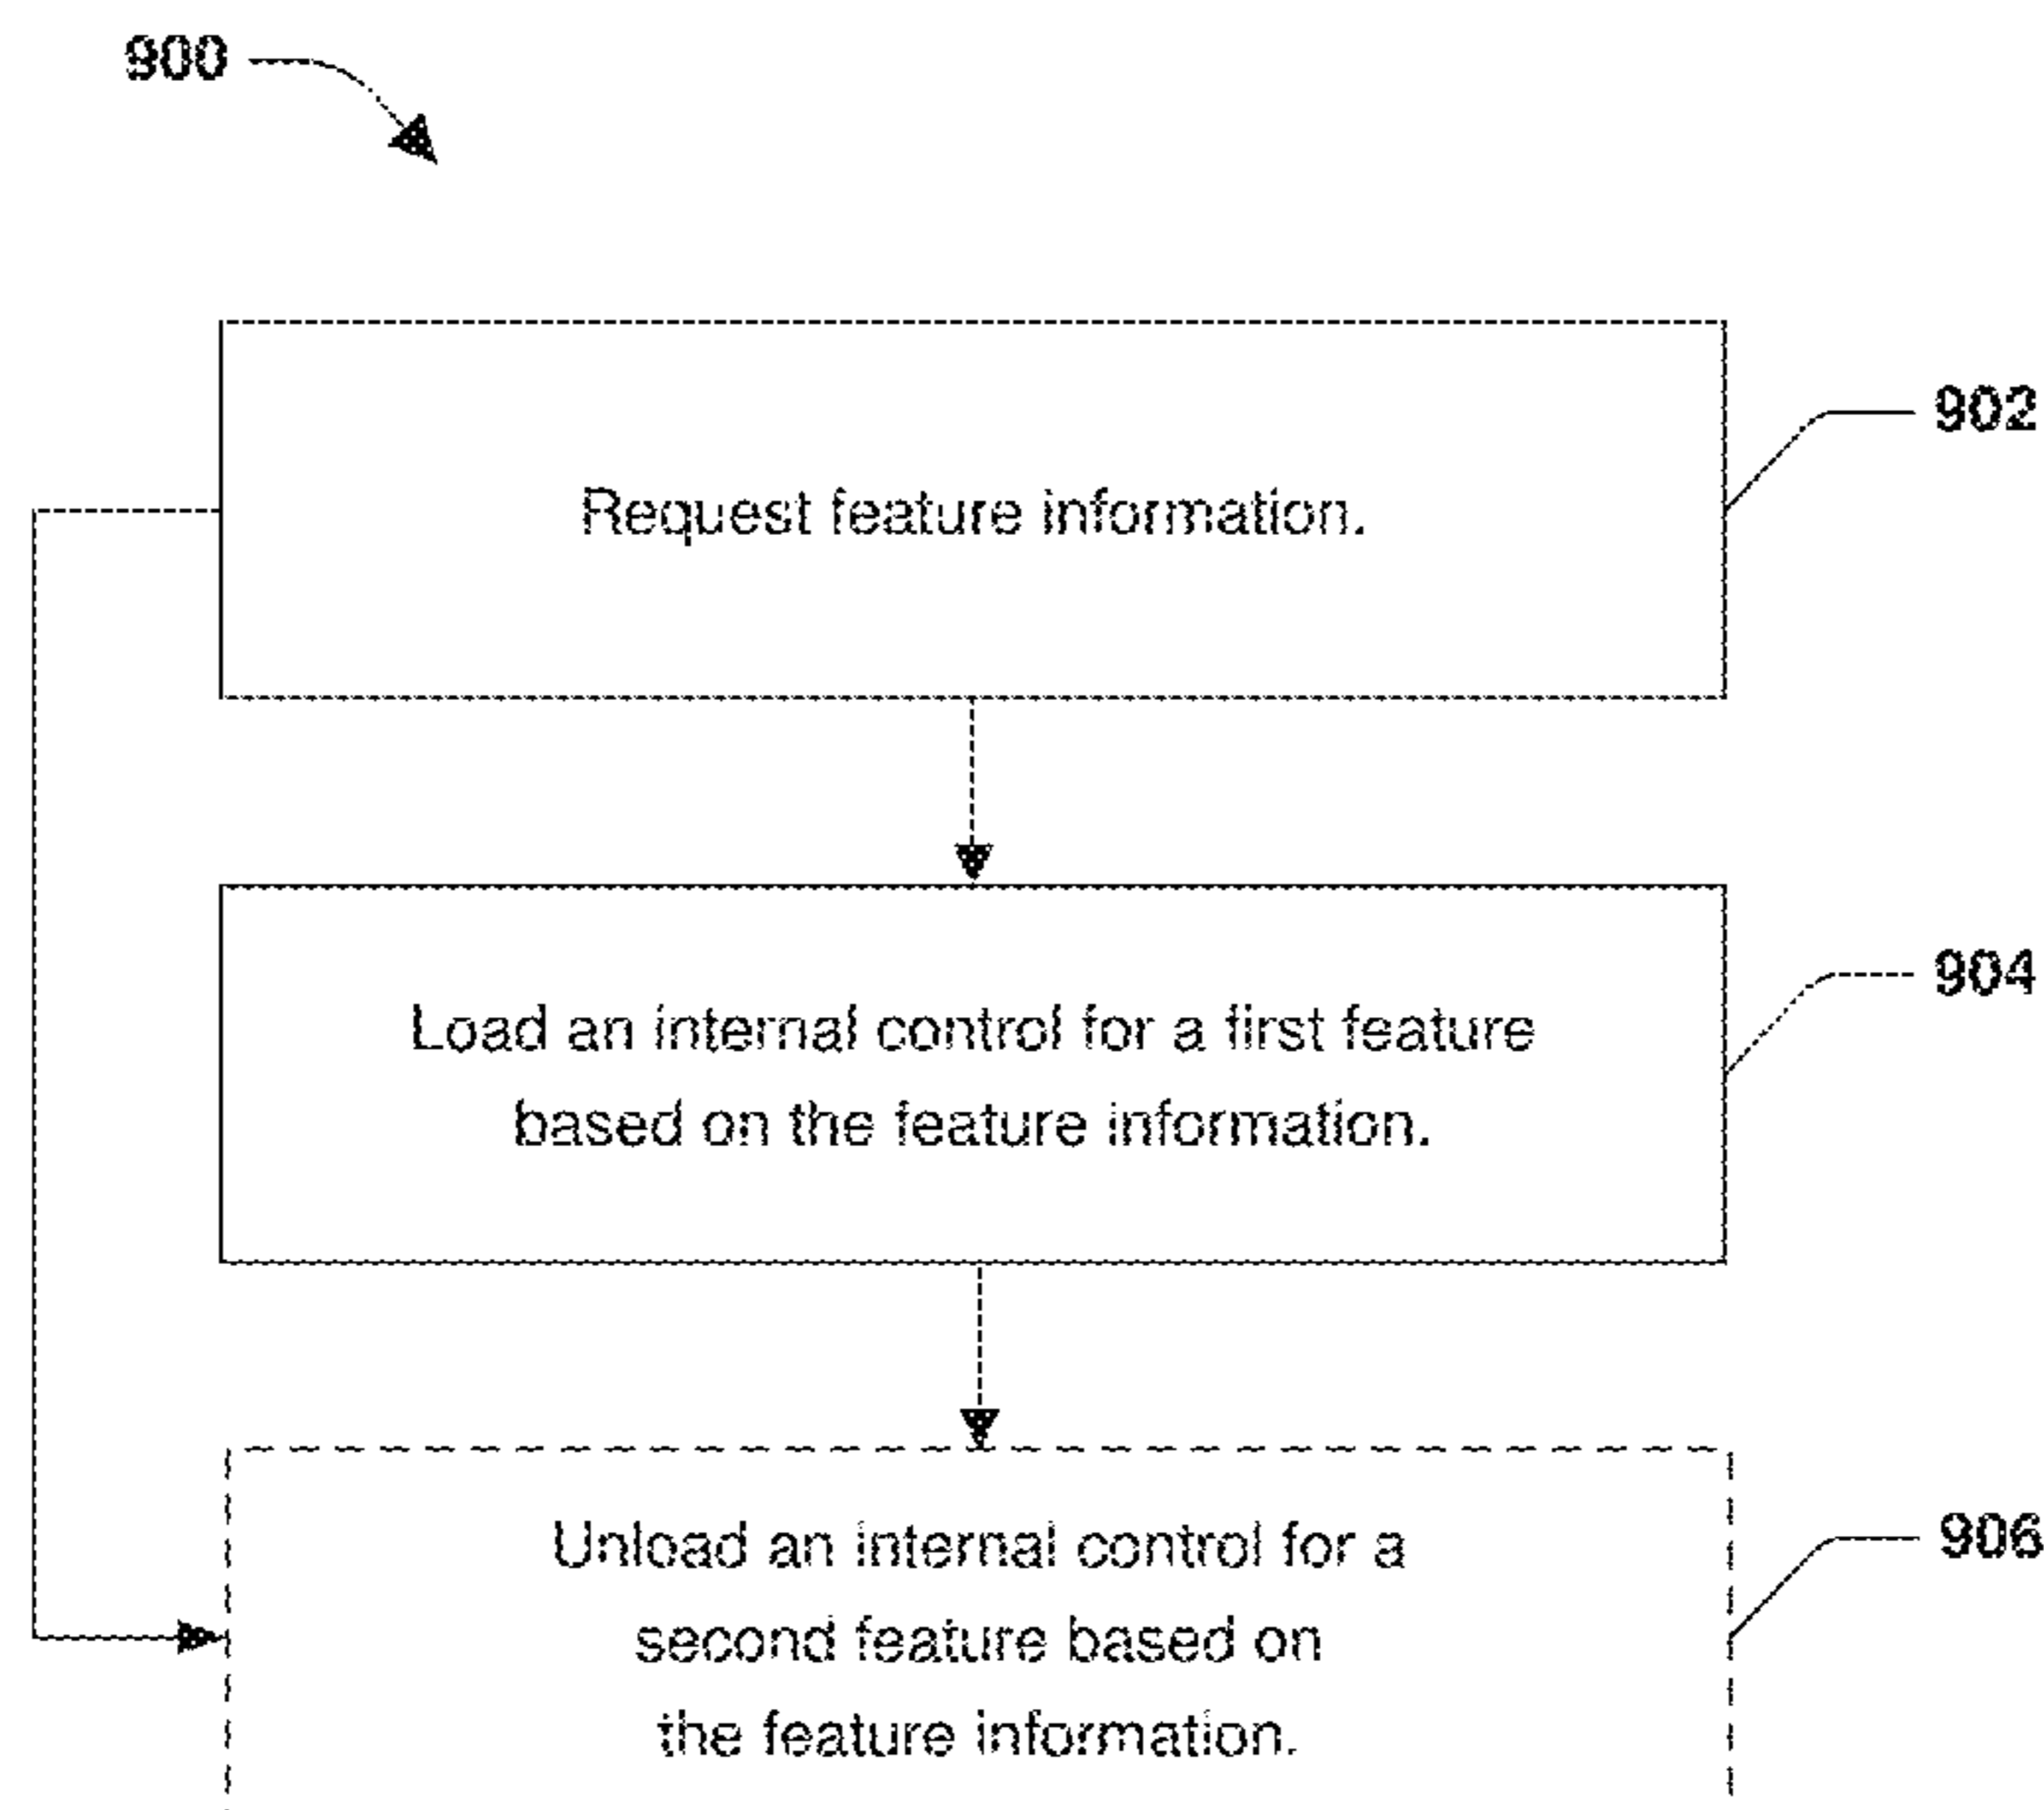 900
902
Request feature information.
904
Load an internal control for a first feature
based on the feature information.
906
Unload an internal control for a
second feature based on
the feature information.